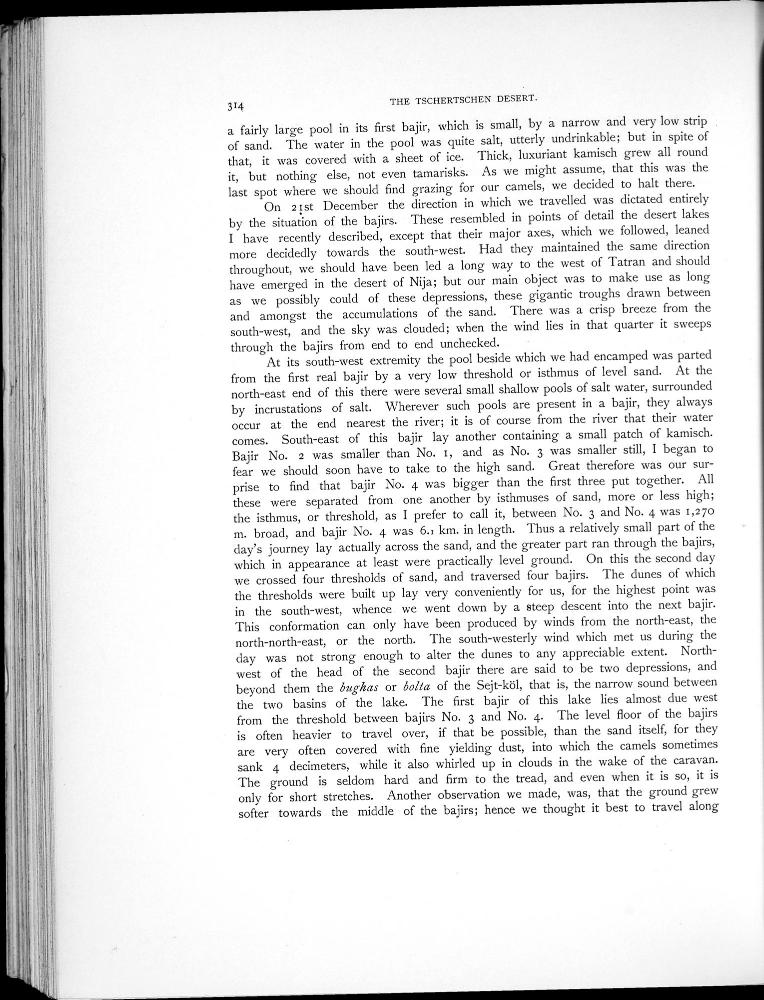 314
THE TSCHERTSCHEN DESERT.
a fairly large pool in its first bajir, which is small, by a narrow and very low strip
of sand. The water in the pool was quite salt, utterly undrinkable; but in spite of
that, it was covered with a sheet of ice. Thick, luxuriant kamisch grew all round
it, but nothing else, not even tamarisks. As we might assume, that this was the
last spot where we should find grazing for our camels, we decided to halt there.
On 21st December the direction in which we travelled was dictated entirely
by the situation of the bajirs. These resembled in points of detail the desert lakes
I have recently described, except that their major axes, which we followed, leaned
more decidedly towards the south-west. Had they maintained the same direction
throughout, we should have been led a long way to the west of Tatran and should
have emerged in the desert of Nija; but our main object was to make use as long
as we possibly could of these depressions, these gigantic troughs drawn between
and amongst the accumulations of the sand. There was a crisp breeze from the
south-west, and the sky was clouded; when the wind lies in that quarter it sweeps
through the bajirs from end to end unchecked.
At its south-west extremity the pool beside which we had encamped was parted
from the first real bajir by a very low threshold or isthmus of level sand. At the
north-east end of this there were several small shallow pools of salt water, surrounded
by incrustations of salt. Wherever such pools are present in a bajir, they always
occur at the end nearest the river; it is of course from the river that their water
comes. South-east of this bajir lay another containing a small patch of kamisch.
Bajir No. 2 was smaller than No. 1, and as No. 3 was smaller still, I began to
fear we should soon have to take to the high sand. Great therefore was our sur-
prise to find that bajir No. 4 was bigger than the first three put together. All
these were separated from one another by isthmuses of sand, more or less high;
the isthmus, or threshold, as I prefer to call it, between No. 3 and No. 4 was 1,270
m. broad, and bajir No. 4 was 6.1 km. in length. Thus a relatively small part of the
day's journey lay actually across the sand, and the greater part ran through the bajirs,
which in appearance at least were practically level ground. On this the second day
we crossed four thresholds of sand, and traversed four bajirs. The dunes of which
the thresholds were built up lay very conveniently for us, for the highest point was
in the south-west, whence we went down by a steep descent into the next bajir.
This conformation can only have been produced by winds from the north-east, the
north-north-east, or the north. The south-westerly wind which met us during the
day was not strong enough to alter the dunes to any appreciable extent. North-
west of the head of the second bajir there are said to be two depressions, and
beyond them the bughas or bolta of the Sejt-köl, that is, the narrow sound between
the two basins of the lake. The first bajir of this lake lies almost due west
from the threshold between bajirs No. 3 and No. 4. The level floor of the bajirs
is often heavier to travel over, if that be possible, than the sand itself, for they
are very often covered with fine yielding dust, into which the camels sometimes
sank 4 decimeters, while it also whirled up in clouds in the wake of the caravan.
The ground is seldom hard and firm to the tread, and even when it is so, it is
only for short stretches. Another observation we made, was, that the ground grew
softer towards the middle of the bajirs; hence we thought it best to travel along